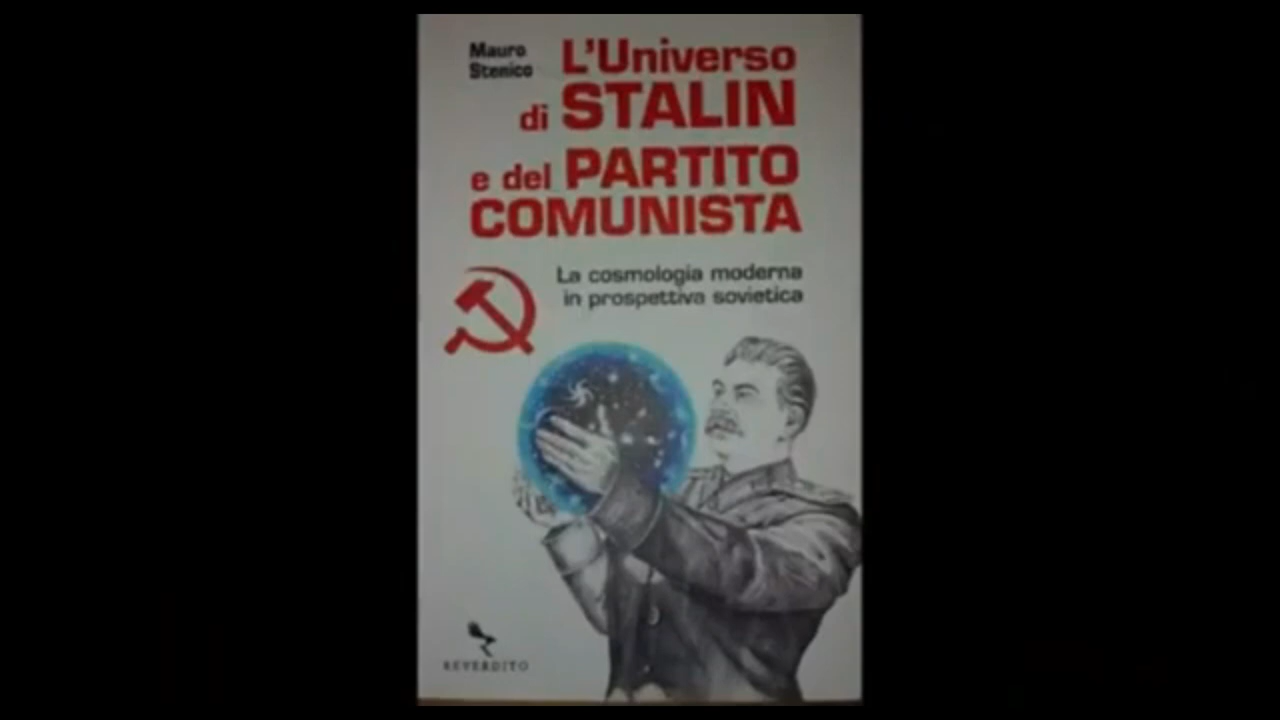 Mauro
Stenico
L'Universo
di STALIN
e del PARTITO
COMUNISTA
La cosmologia moderna
in prospettiva sovietica
REVERDITO